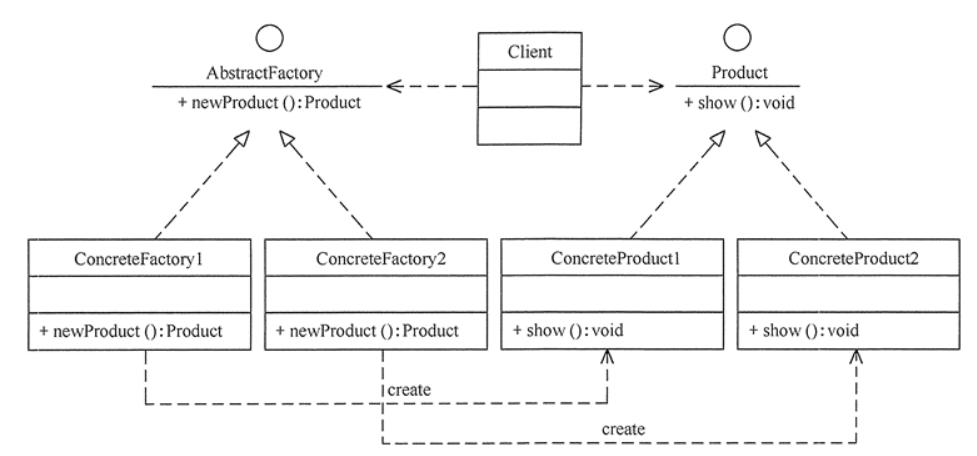 Client
AbstractFactory
Product
+ newProduct ():Product
+ show ():void
ConcreteFactory1
ConcreteFactory2
ConcreteProduct1
ConcreteProduct2
+ newProduct ():Product
+ newProduct ():Product
+ show ():void
+ show ():void
create
create